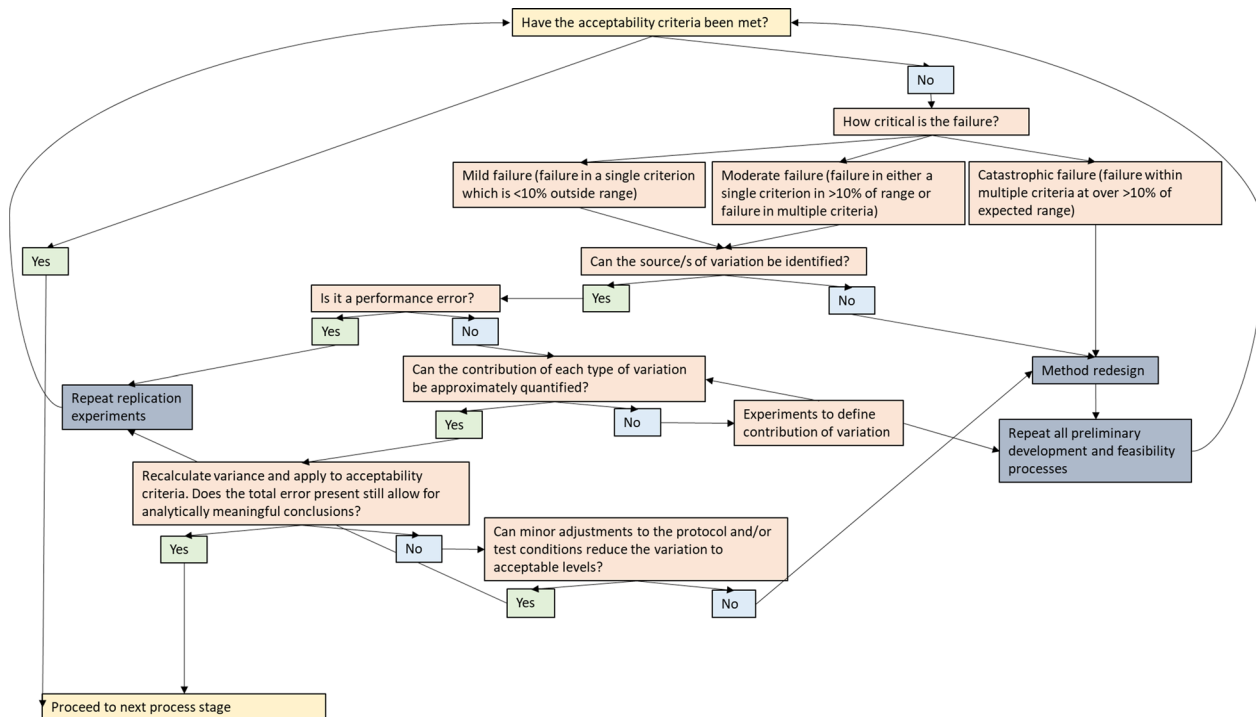 Have the acceptability criteria been met?
No
How critical is the failure?
Mild failure (failure in a single criterion
which is <10% outside range)
Moderate failure (failure in either a
single criterion in >10% of range or
failure in multiple criteria)
Catastrophic failure (failure within
multiple criteria at over >10% of
expected range)
Yes
Can the source/s of variation be identified?
Yes
No
Is it a performance error?
Yes
No
Can the contribution of each type of variation
be approximately quantified?
Method redesign
Repeat replication
experiments
Yes
No
Experiments to define
contribution of variation
Repeat all preliminary
development and feasibility
processes
Recalculate variance and apply to acceptability
criteria. Does the total error present still allow for
analytically meaningful conclusions?
Yes
No
Can minor adjustments to the protocol and/or
test conditions reduce the variation to
acceptable levels?
Yes
No
Proceed to next process stage